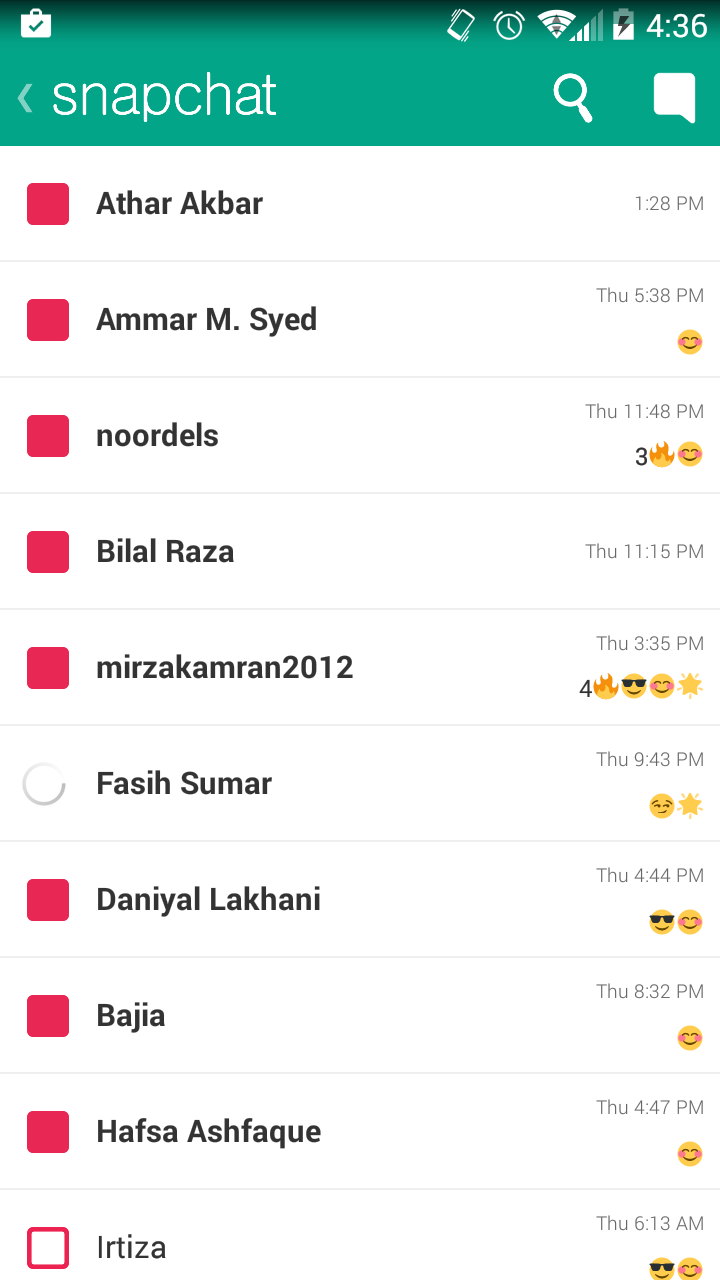 4:36
snapchat
Athar Akbar
1:28 PM
Ammar M. Syed
Thu 5:38 PM
😊
noordels
Thu 11:48 PM
3🔥😊
Bilal Raza
Thu 11:15 PM
mirzakamran2012
Thu 3:35 PM
4🔥😎😊🌟
Fasih Sumar
Thu 9:43 PM
😏🌟
Daniyal Lakhani
Thu 4:44 PM
😎😊
Bajia
Thu 8:32 PM
😊
Hafsa Ashfaque
Thu 4:47 PM
😊
Irtiza
Thu 6:13 AM
😎😊